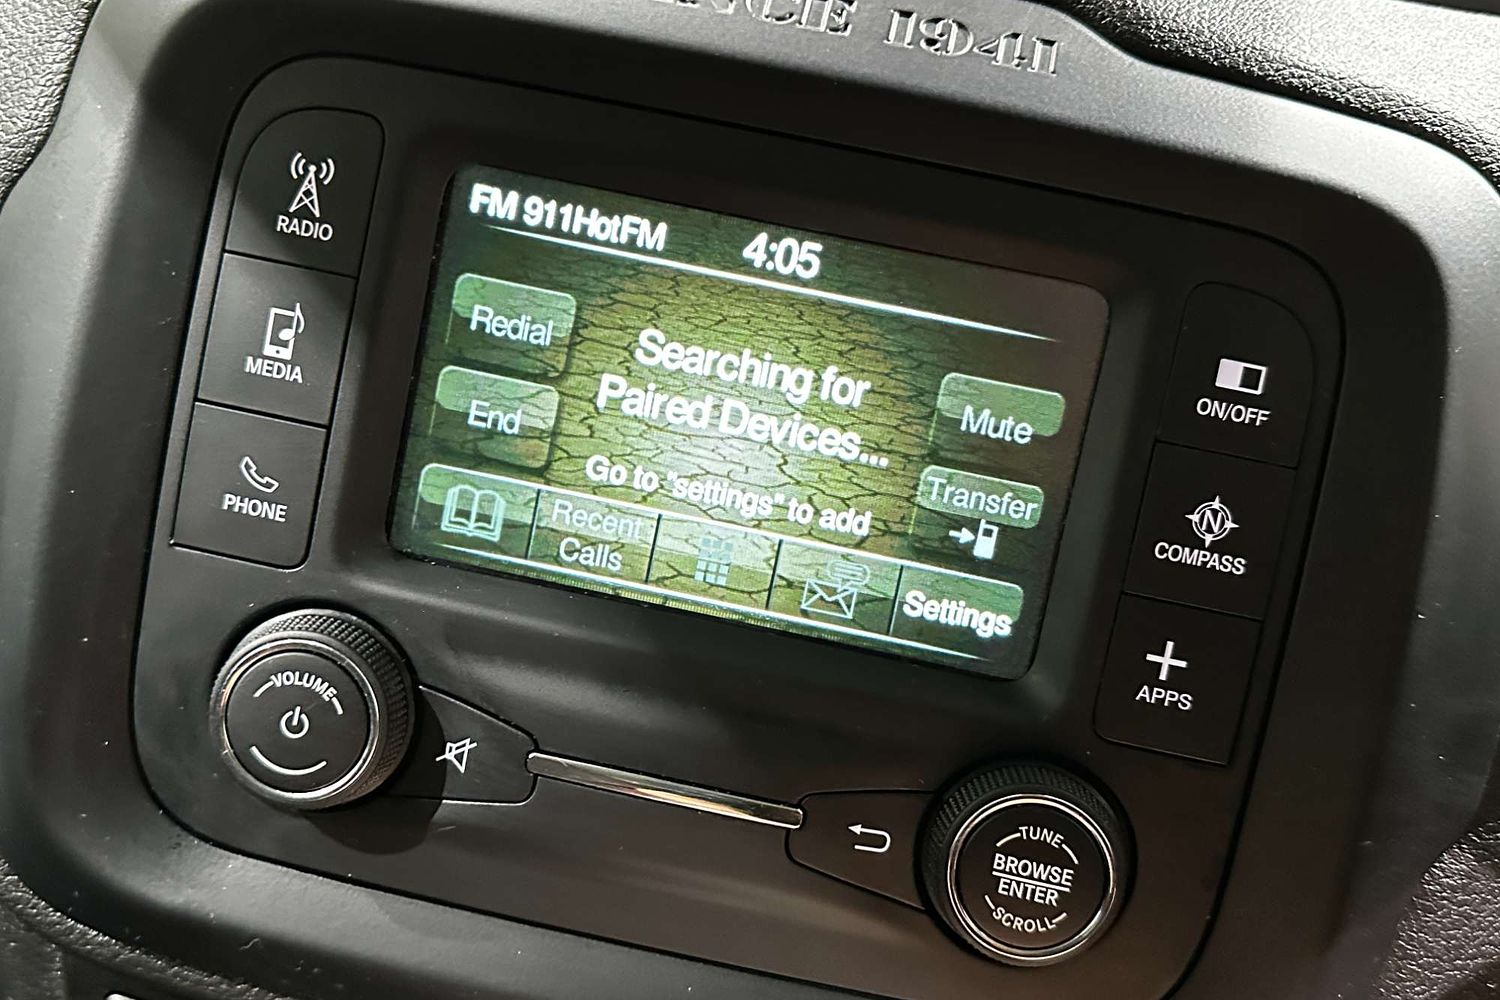 1941
RADIO
MEDIA
PHONE
FM 911HotFM
4:05
Redial
Searching for
Paired Devices...
End
Mute
Go to "settings" to add
Transfer
Recent
Calls
Settings
ON/OFF
N
COMPASS
APPS
VOLUME
TUNE
BROWSE
ENTER
SCROLL